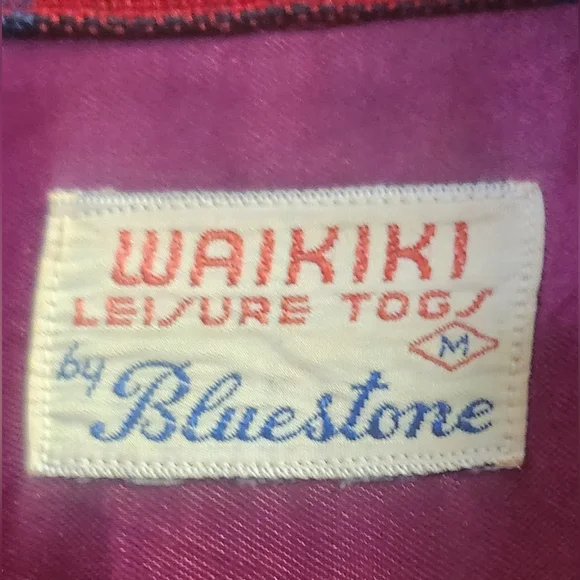 WAIKIKI
LEISURE TOGS
M
by Bluestone